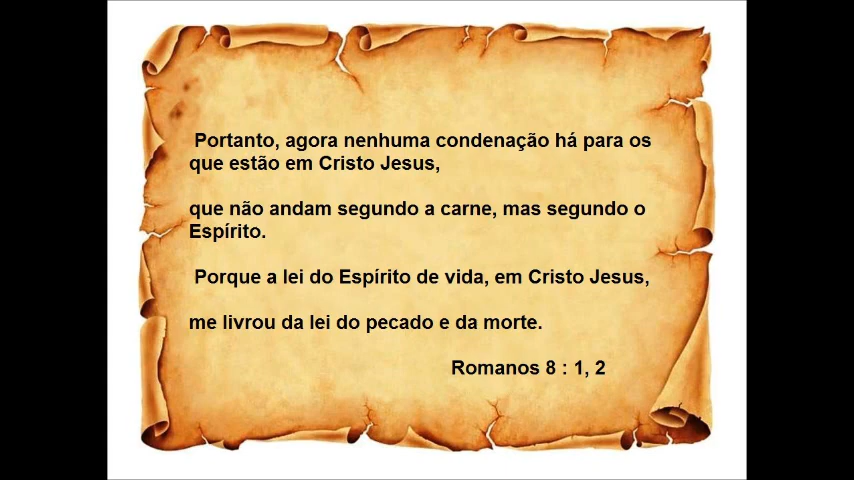 Portanto, agora nenhuma condenação há para os
que estão em Cristo Jesus,
que não andam segundo a carne, mas segundo o
Espírito.
Porque a lei do Espírito de vida, em Cristo Jesus,
me livrou da lei do pecado e da morte.
Romanos 8 : 1, 2